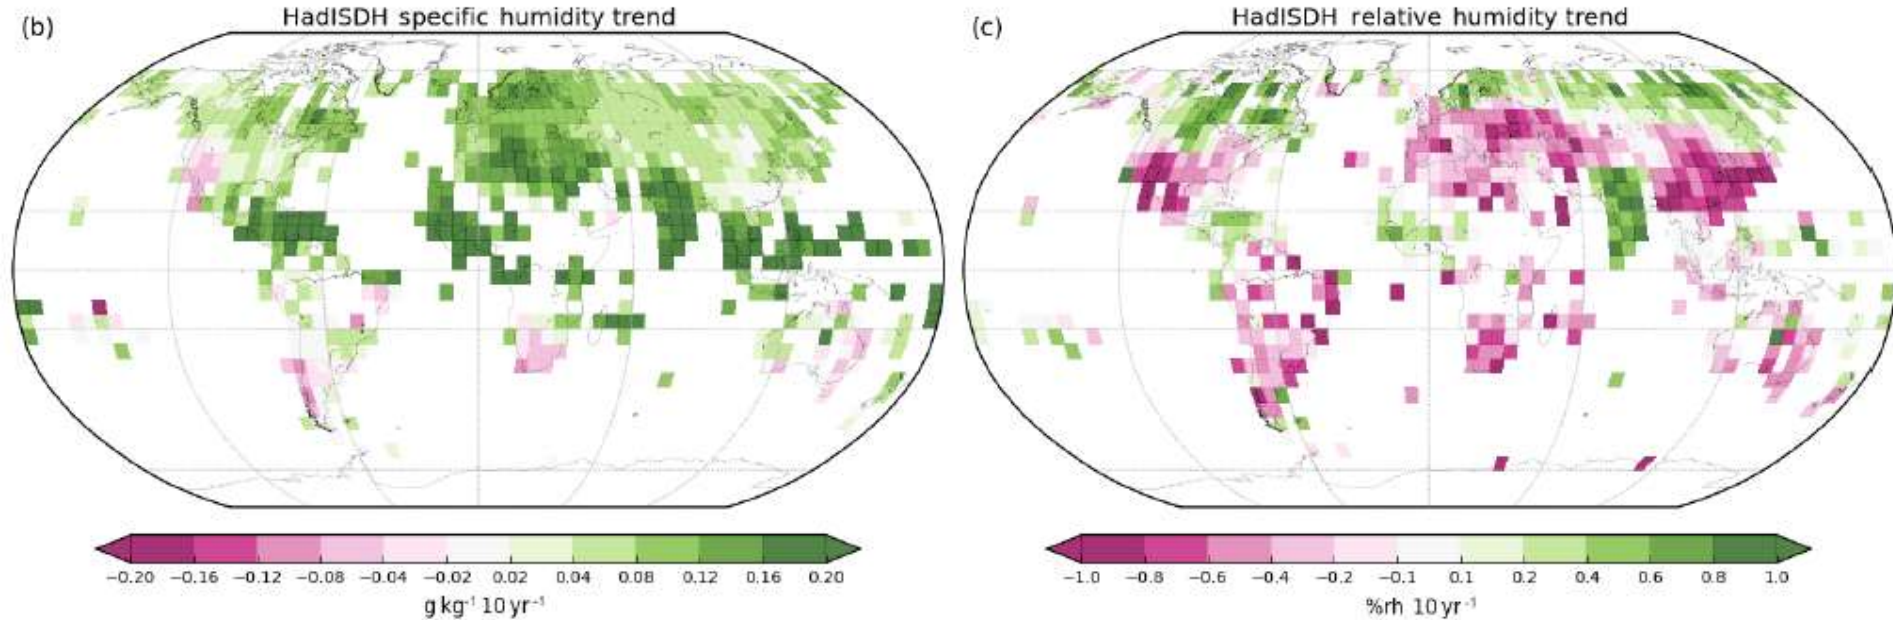 (b)
HadISDH specific humidity trend
−0.20 −0.16 −0.12 −0.08 −0.04 −0.02 0.02 0.04 0.08 0.12 0.16 0.20
g kg⁻¹ 10 yr⁻¹
(c)
HadISDH relative humidity trend
−1.0 −0.8 −0.6 −0.4 −0.2 −0.1 0.1 0.2 0.4 0.6 0.8 1.0
%rh 10 yr⁻¹